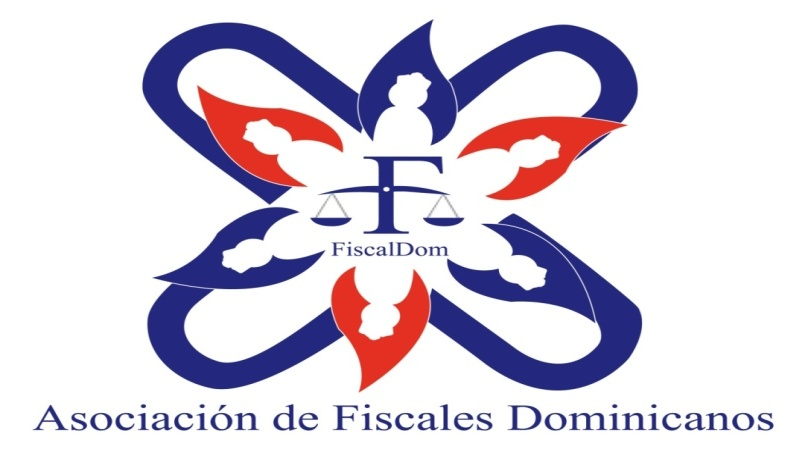 F
FiscalDom
Asociación de Fiscales Dominicanos